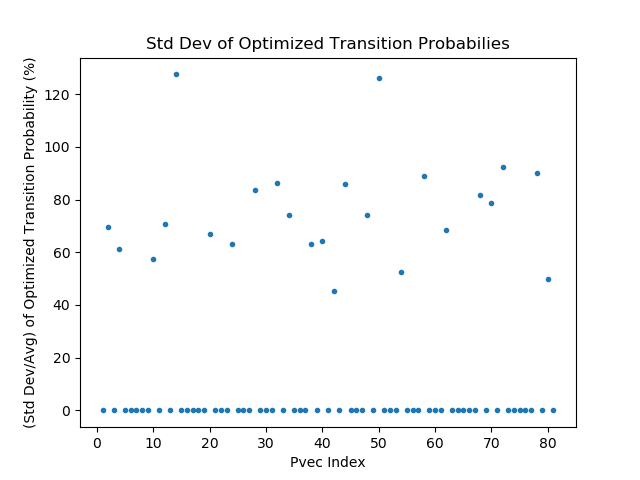 Std Dev of Optimized Transition Probabilies
(Std Dev/Avg) of Optimized Transition Probability (%)
120
100
80
60
40
20
0
0 10 20 30 40 50 60 70 80
Pvec Index